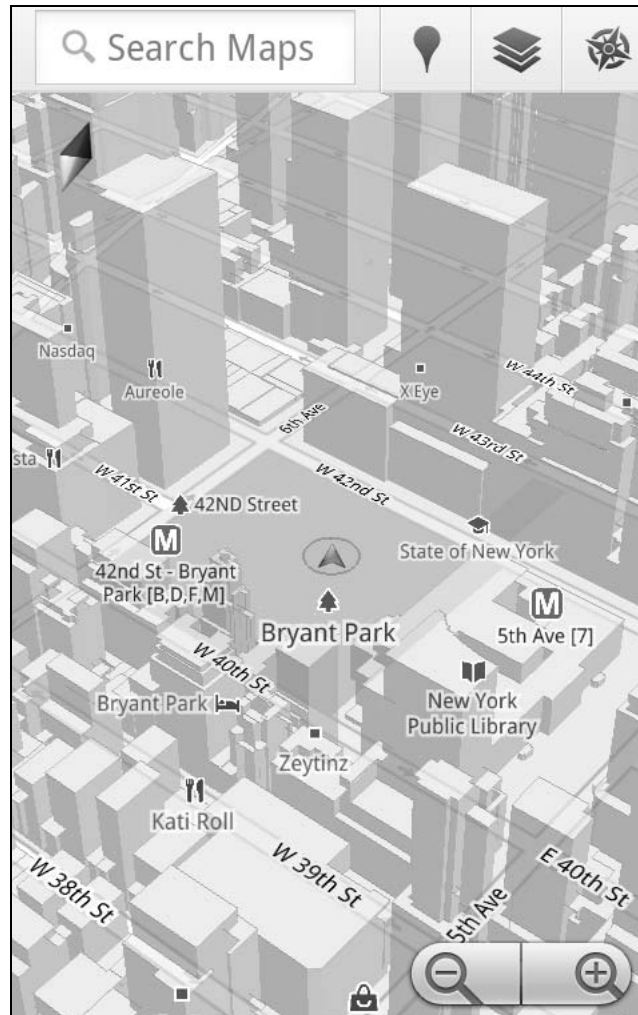 Search Maps
Nasdaq
Aureole
X Eye
W 44th St
6th Ave
W 43rd St
sta
W 41st St
W 42nd St
42ND Street
State of New York
M
42nd St - Bryant
Park [B,D,F,M]
M
5th Ave [7]
Bryant Park
W 40th St
Bryant Park
New York
Public Library
Zeytinz
Kati Roll
W 39th St
E 40th St
W 38th St
5th Ave